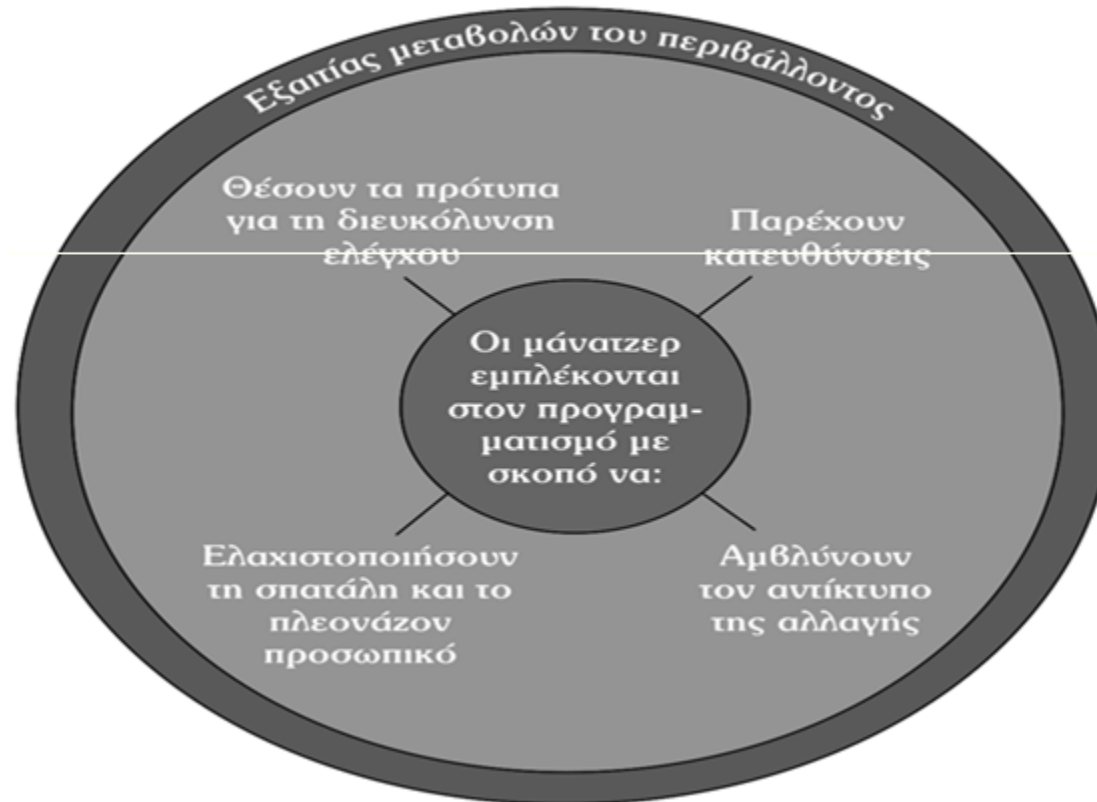 Εξαιτίας μεταβολών του περιβάλλοντος
Θέσουν τα πρότυπα
για τη διευκόλυνση
ελέγχου
Παρέχουν
κατευθύνσεις
Οι μάνατζερ
εμπλέκονται
στον προγραμ-
ματισμό με
σκοπό να:
Ελαχιστοποιήσουν
τη σπατάλη και το
πλεονάζον
προσωπικό
Αμβλύνουν
τον αντίκτυπο
της αλλαγής